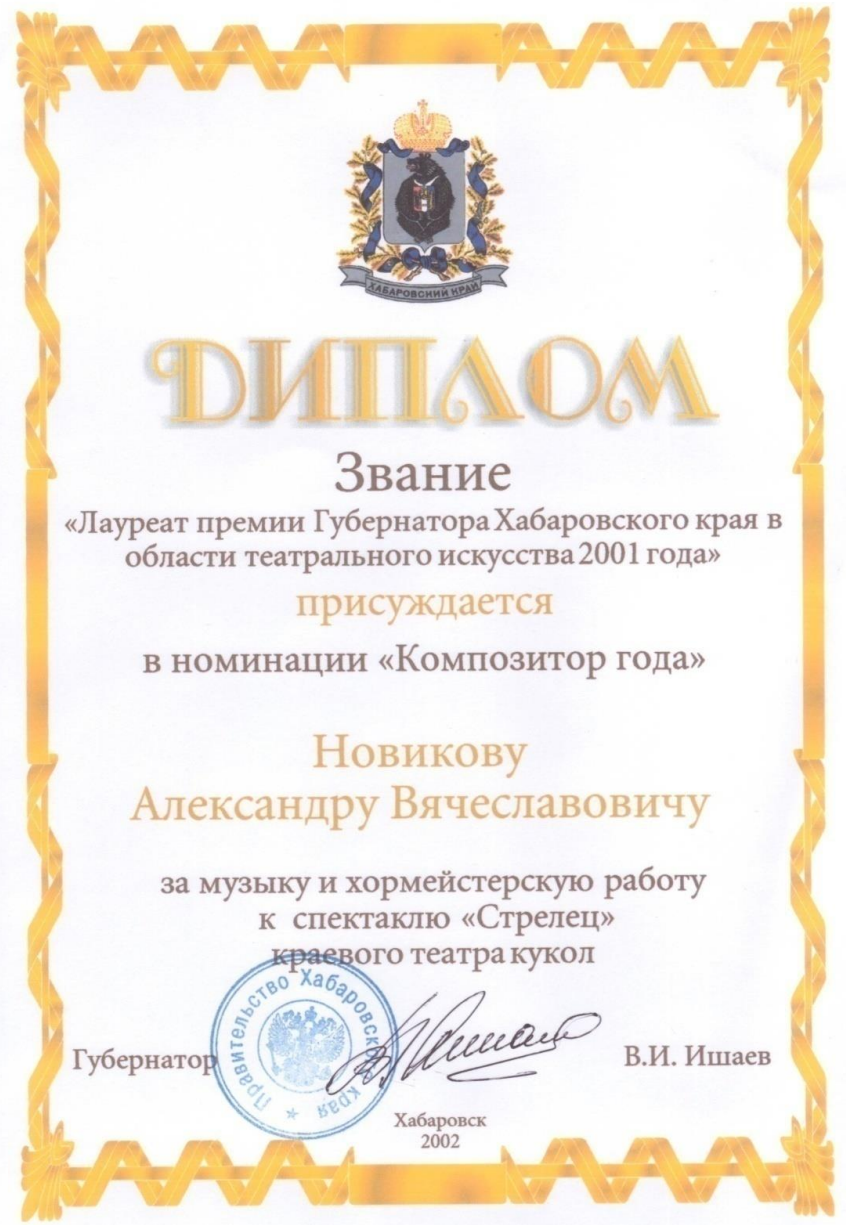 ХАБАРОВСКИЙ КРАЙ
ДИПЛОМ
Звание
«Лауреат премии Губернатора Хабаровского края в
области театрального искусства 2001 года»
присуждается
в номинации «Композитор года»
Новикову
Александру Вячеславовичу
за музыку и хормейстерскую работу
к спектаклю «Стрелец»
краевого театра кукол
Правительство Хабаровского края
Губернатор
В.И. Ишаев
Хабаровск
2002